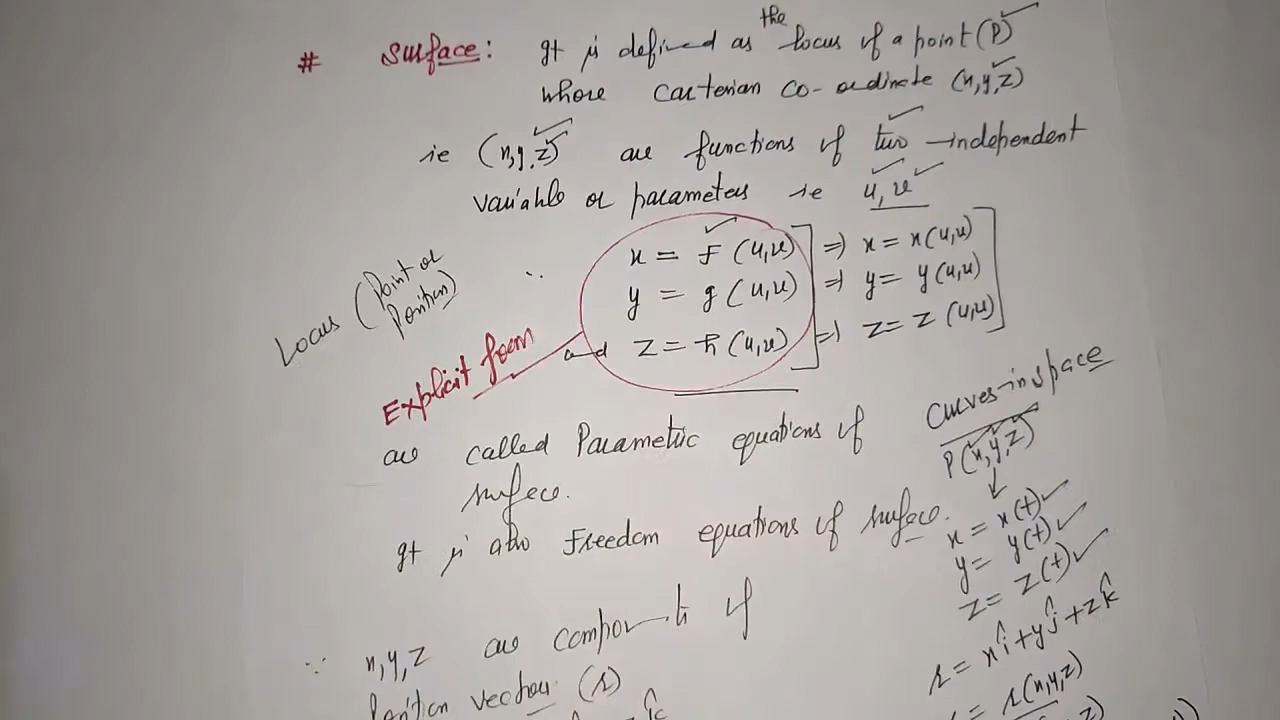 # Surface: It is defined as the locus of a point (P)
whose cartesian co-ordinate (x,y,z)
ie (x,y,z) are functions of two independent
variable or parameters ie u,v
∴ x = f (u,v) ⇒ x = x(u,v)
y = g (u,v) ⇒ y = y(u,v)
and z = h (u,v) ⇒ z = z (u,v)
Locus (Point or
Position)
Explicit form
are called Parametric equations of
surface.
It is also Freedom equations of surface.
∵ x,y,z are components of
Position vector (r)
Curves in space
P(x,y,z)
↓
x = x(t)
y = y(t)
z = z(t)
r = xî+yĵ+zk̂
r(x,y,z)